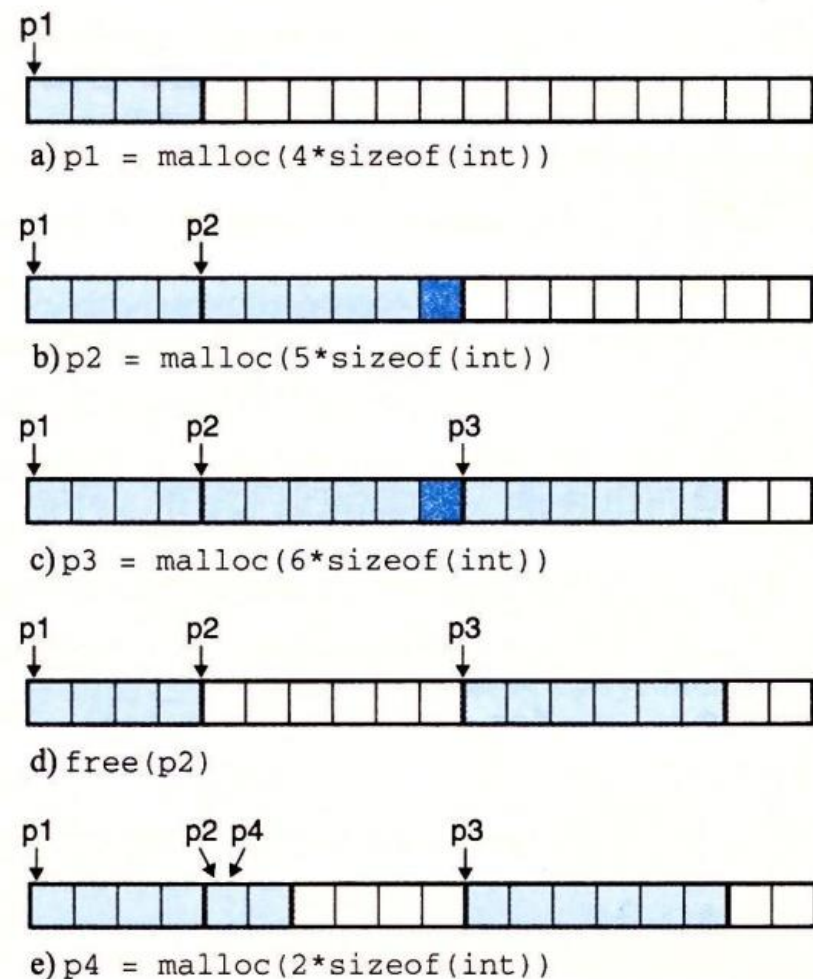 p1
a) p1 = malloc(4*sizeof(int))
p1 p2
b) p2 = malloc(5*sizeof(int))
p1 p2 p3
c) p3 = malloc(6*sizeof(int))
p1 p2 p3
d) free(p2)
p1 p2 p4 p3
e) p4 = malloc(2*sizeof(int))